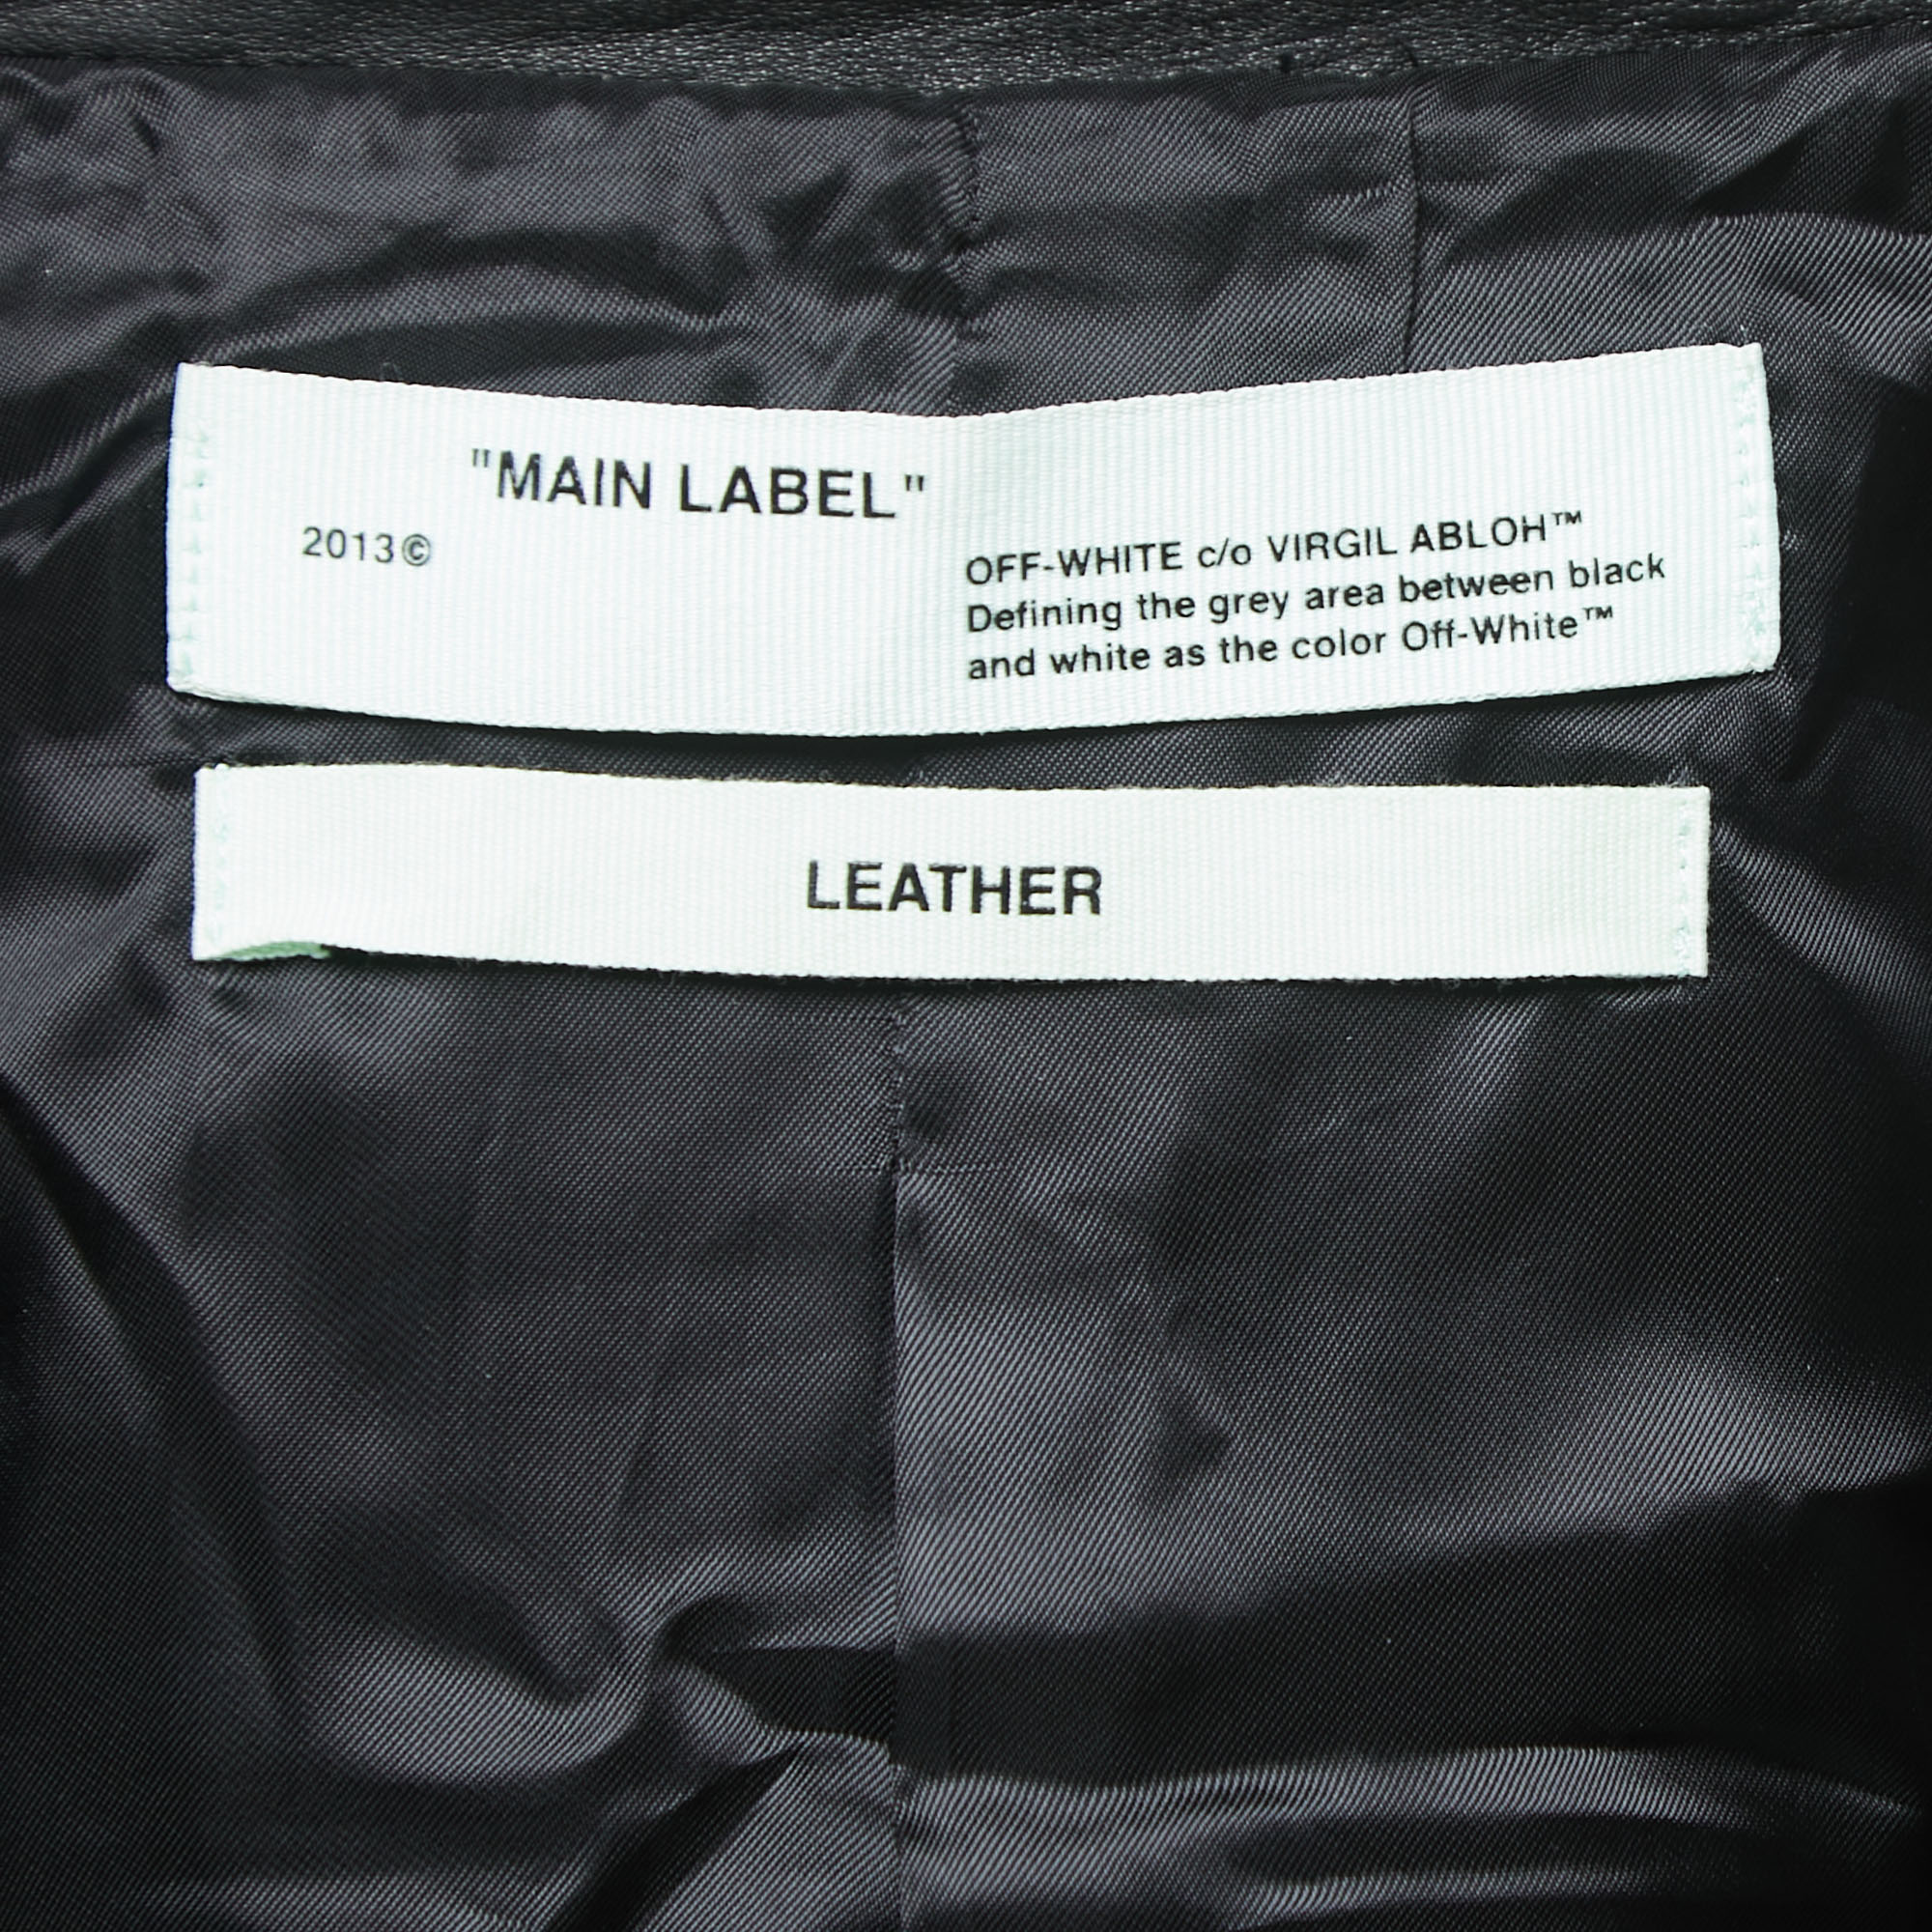 "MAIN LABEL"
2013©
OFF-WHITE c/o VIRGIL ABLOH™
Defining the grey area between black
and white as the color Off-White™
LEATHER